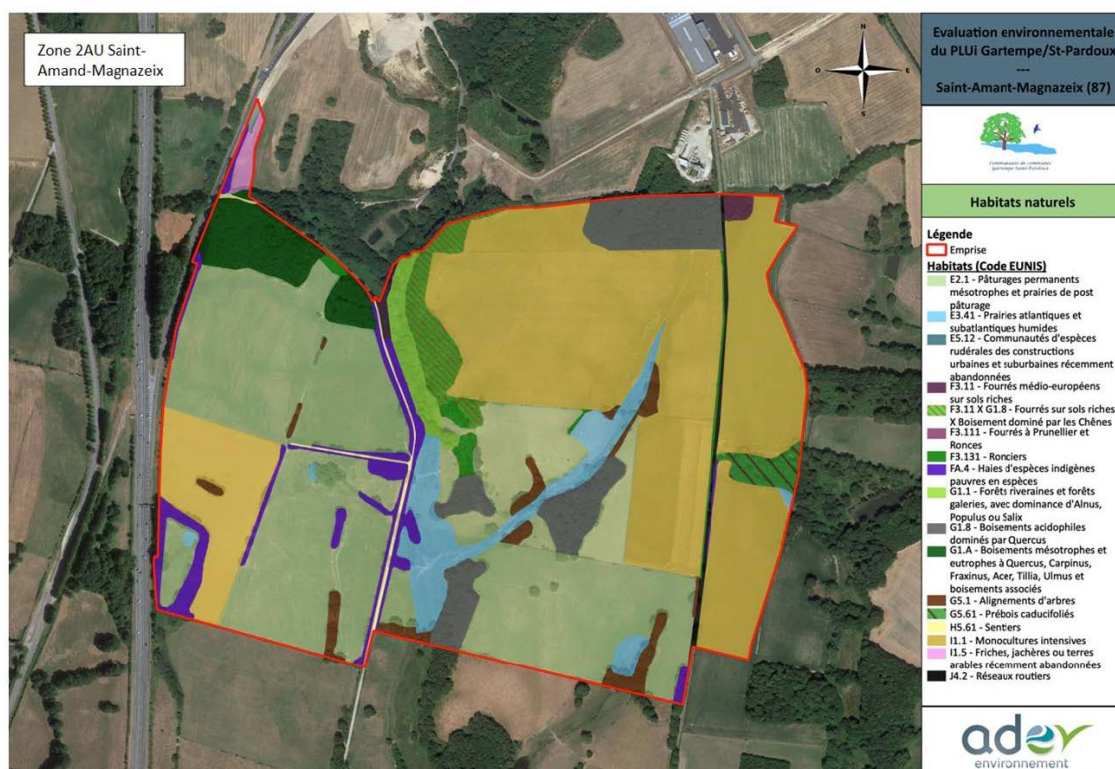 Zone 2AU Saint-
Amand-Magnazeix
N
O
E
S
Evaluation environnementale
du PLUi Gartempe/St-Pardoux
---
Saint-Amant-Magnazeix (87)
Communauté de communes
Gartempe Saint-Pardoux
Habitats naturels
Légende
Emprise
Habitats (Code EUNIS)
E2.1 - Pâturages permanents
mésotrophes et prairies de post
pâturage
E3.41 - Prairies atlantiques et
subatlantiques humides
E5.12 - Communautés d'espèces
rudérales des constructions
urbaines et suburbaines récemment
abandonnées
F3.11 - Fourrés médio-européens
sur sols riches
F3.11 X G1.8 - Fourrés sur sols riches
X Boisement dominé par les Chênes
F3.111 - Fourrés à Prunellier et
Ronces
F3.131 - Ronciers
FA.4 - Haies d'espèces indigènes
pauvres en espèces
G1.1 - Forêts riveraines et forêts
galeries, avec dominance d'Alnus,
Populus ou Salix
G1.8 - Boisements acidophiles
dominés par Quercus
G1.A - Boisements mésotrophes et
eutrophes à Quercus, Carpinus,
Fraxinus, Acer, Tillia, Ulmus et
boisements associés
G5.1 - Alignements d'arbres
G5.61 - Prébois caducifoliés
H5.61 - Sentiers
I1.1 - Monocultures intensives
I1.5 - Friches, jachères ou terres
arables récemment abandonnées
J4.2 - Réseaux routiers
adev
environnement